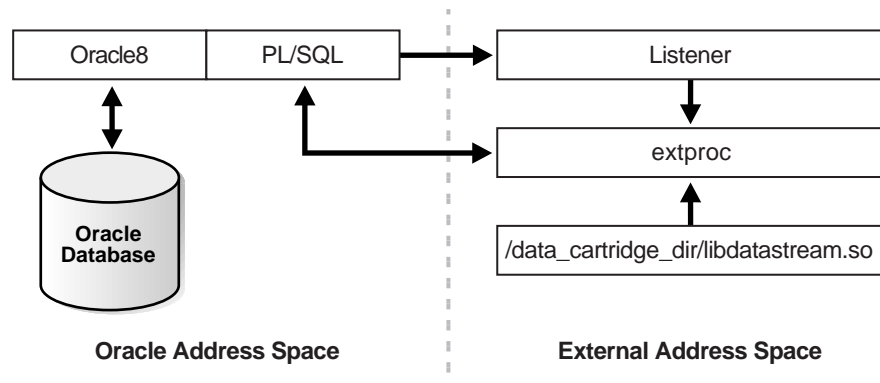 Oracle8
PL/SQL
Listener
extproc
Oracle
Database
/data_cartridge_dir/libdatastream.so
Oracle Address Space
External Address Space